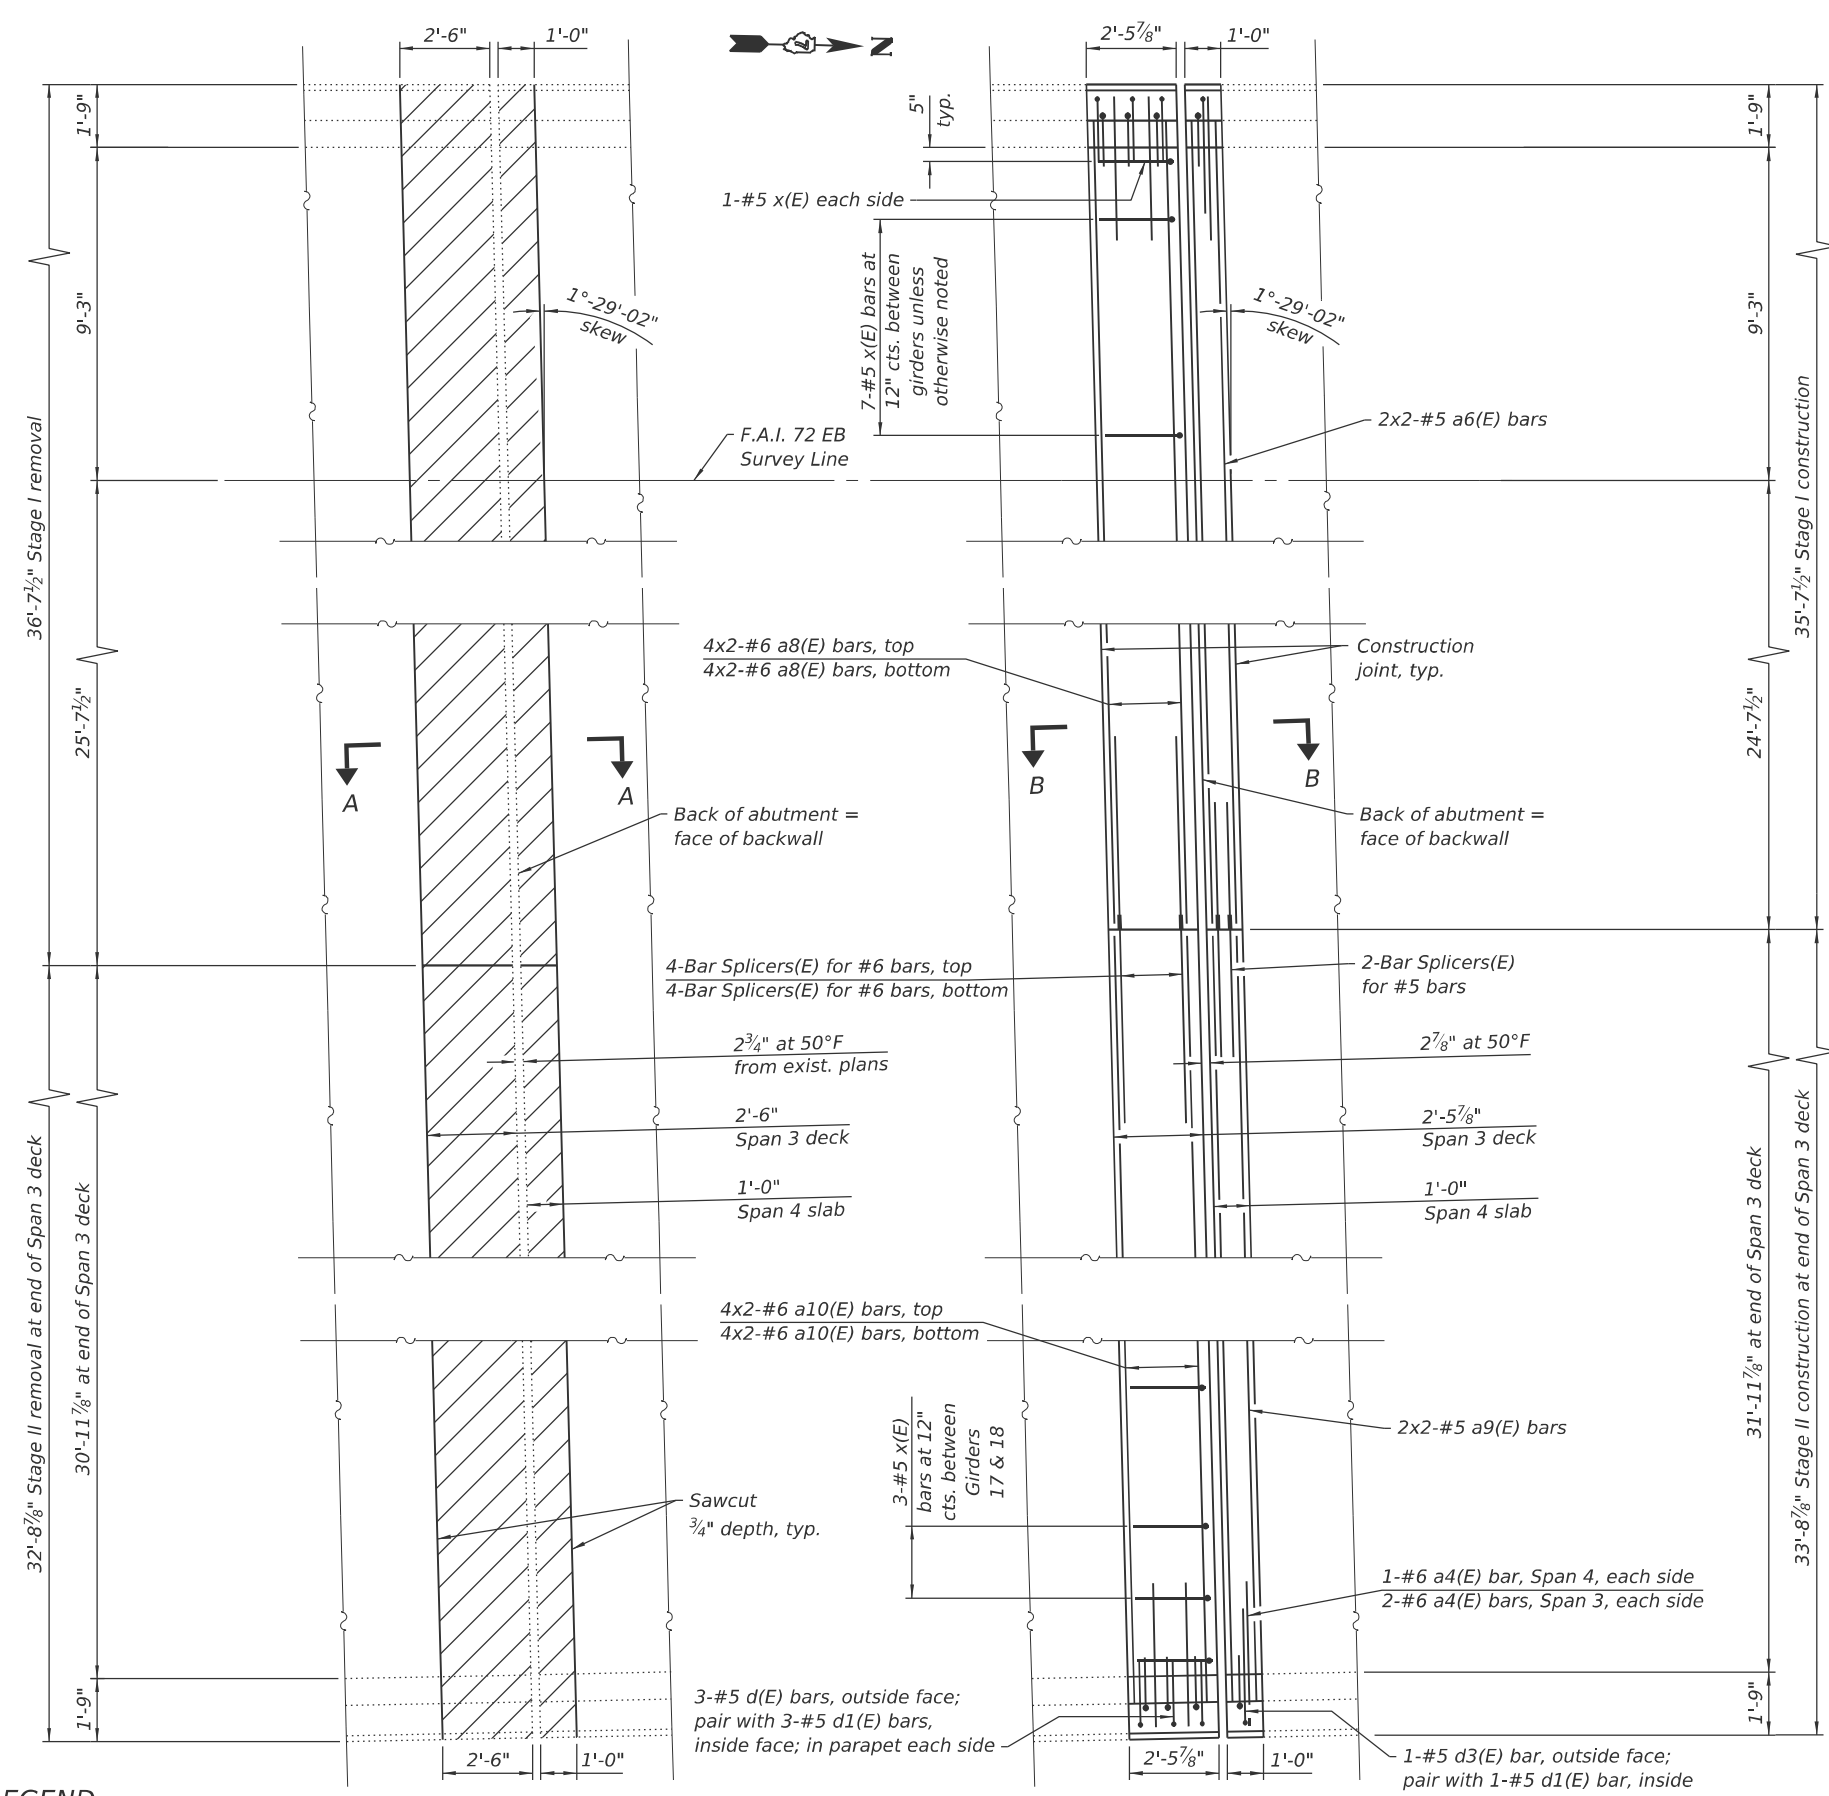 2'-6"
1'-0"
N
2'-5⅞"
1'-0"
1'-9"
9'-3"
36'-7½" Stage I removal
25'-7½"
1°-29'-02"
skew
5"
typ.
1-#5 x(E) each side
7-#5 x(E) bars at
12" cts. between
girders unless
otherwise noted
F.A.I. 72 EB
Survey Line
1°-29'-02"
skew
2x2-#5 a6(E) bars
1'-9"
9'-3"
35'-7½" Stage I construction
24'-7½"
4x2-#6 a8(E) bars, top
4x2-#6 a8(E) bars, bottom
Construction
joint, typ.
A
A
B
B
Back of abutment =
face of backwall
Back of abutment =
face of backwall
4-Bar Splicers(E) for #6 bars, top
4-Bar Splicers(E) for #6 bars, bottom
2-Bar Splicers(E)
for #5 bars
2¾" at 50°F
from exist. plans
2⅞" at 50°F
2'-6"
Span 3 deck
2'-5⅞"
Span 3 deck
1'-0"
Span 4 slab
1'-0"
Span 4 slab
32'-8⅞" Stage II removal at end of Span 3 deck
30'-11⅞" at end of Span 3 deck
31'-11⅞" at end of Span 3 deck
33'-8⅞" Stage II construction at end of Span 3 deck
4x2-#6 a10(E) bars, top
4x2-#6 a10(E) bars, bottom
3-#5 x(E)
bars at 12"
cts. between
Girders
17 & 18
2x2-#5 a9(E) bars
Sawcut
¾" depth, typ.
1-#6 a4(E) bar, Span 4, each side
2-#6 a4(E) bars, Span 3, each side
1'-9"
1'-9"
3-#5 d(E) bars, outside face;
pair with 3-#5 d1(E) bars,
inside face; in parapet each side
2'-6"
1'-0"
2'-5⅞"
1'-0"
1-#5 d3(E) bar, outside face;
pair with 1-#5 d1(E) bar, inside